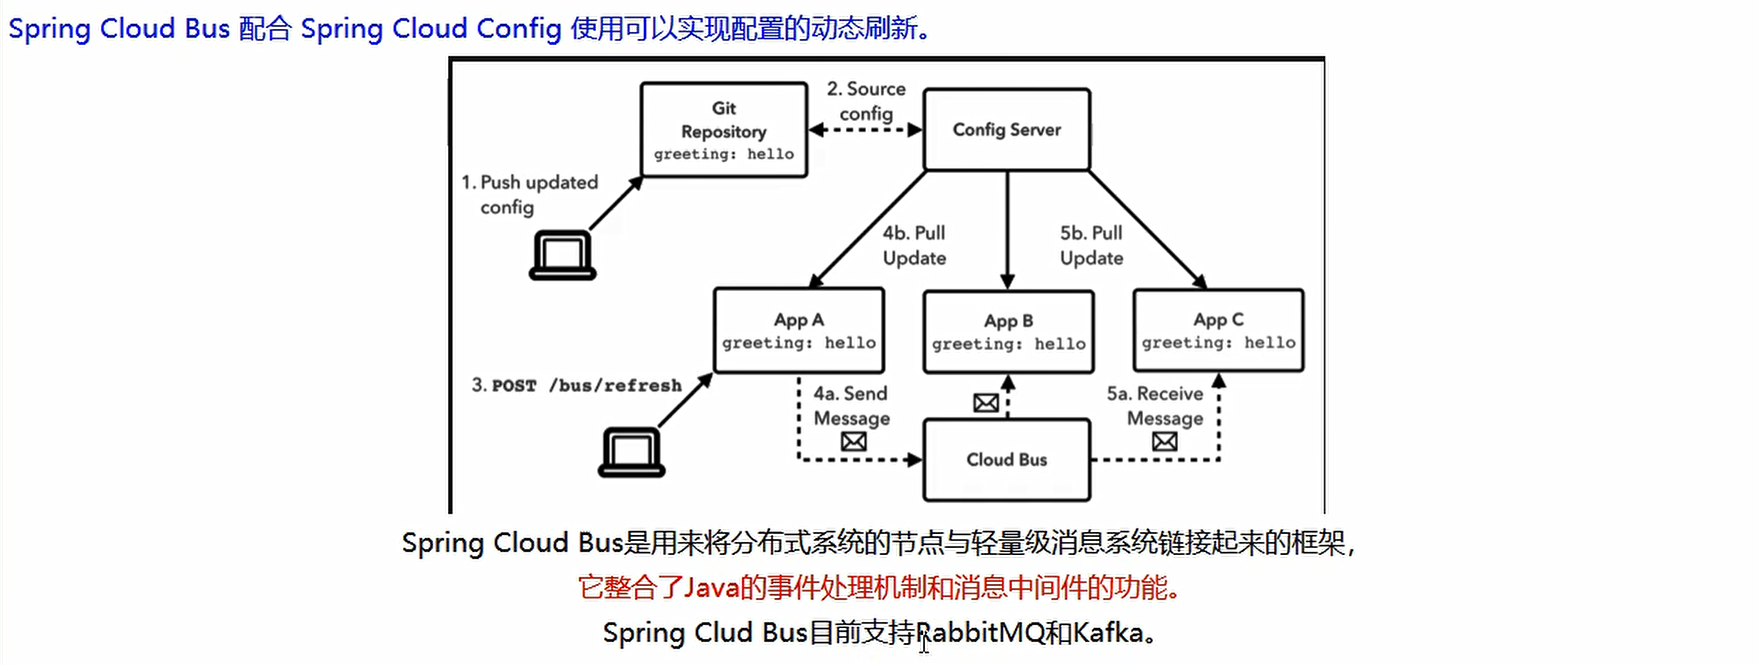 Spring Cloud Bus 配合 Spring Cloud Config 使用可以实现配置的动态刷新。
Git
Repository
greeting: hello
2. Source
config
Config Server
1. Push updated
config
4b. Pull
Update
5b. Pull
Update
App A
greeting: hello
App B
greeting: hello
App C
greeting: hello
3. POST /bus/refresh
4a. Send
Message
5a. Receive
Message
Cloud Bus
Spring Cloud Bus是用来将分布式系统的节点与轻量级消息系统链接起来的框架，
它整合了Java的事件处理机制和消息中间件的功能。
Spring Clud Bus目前支持RabbitMQ和Kafka。